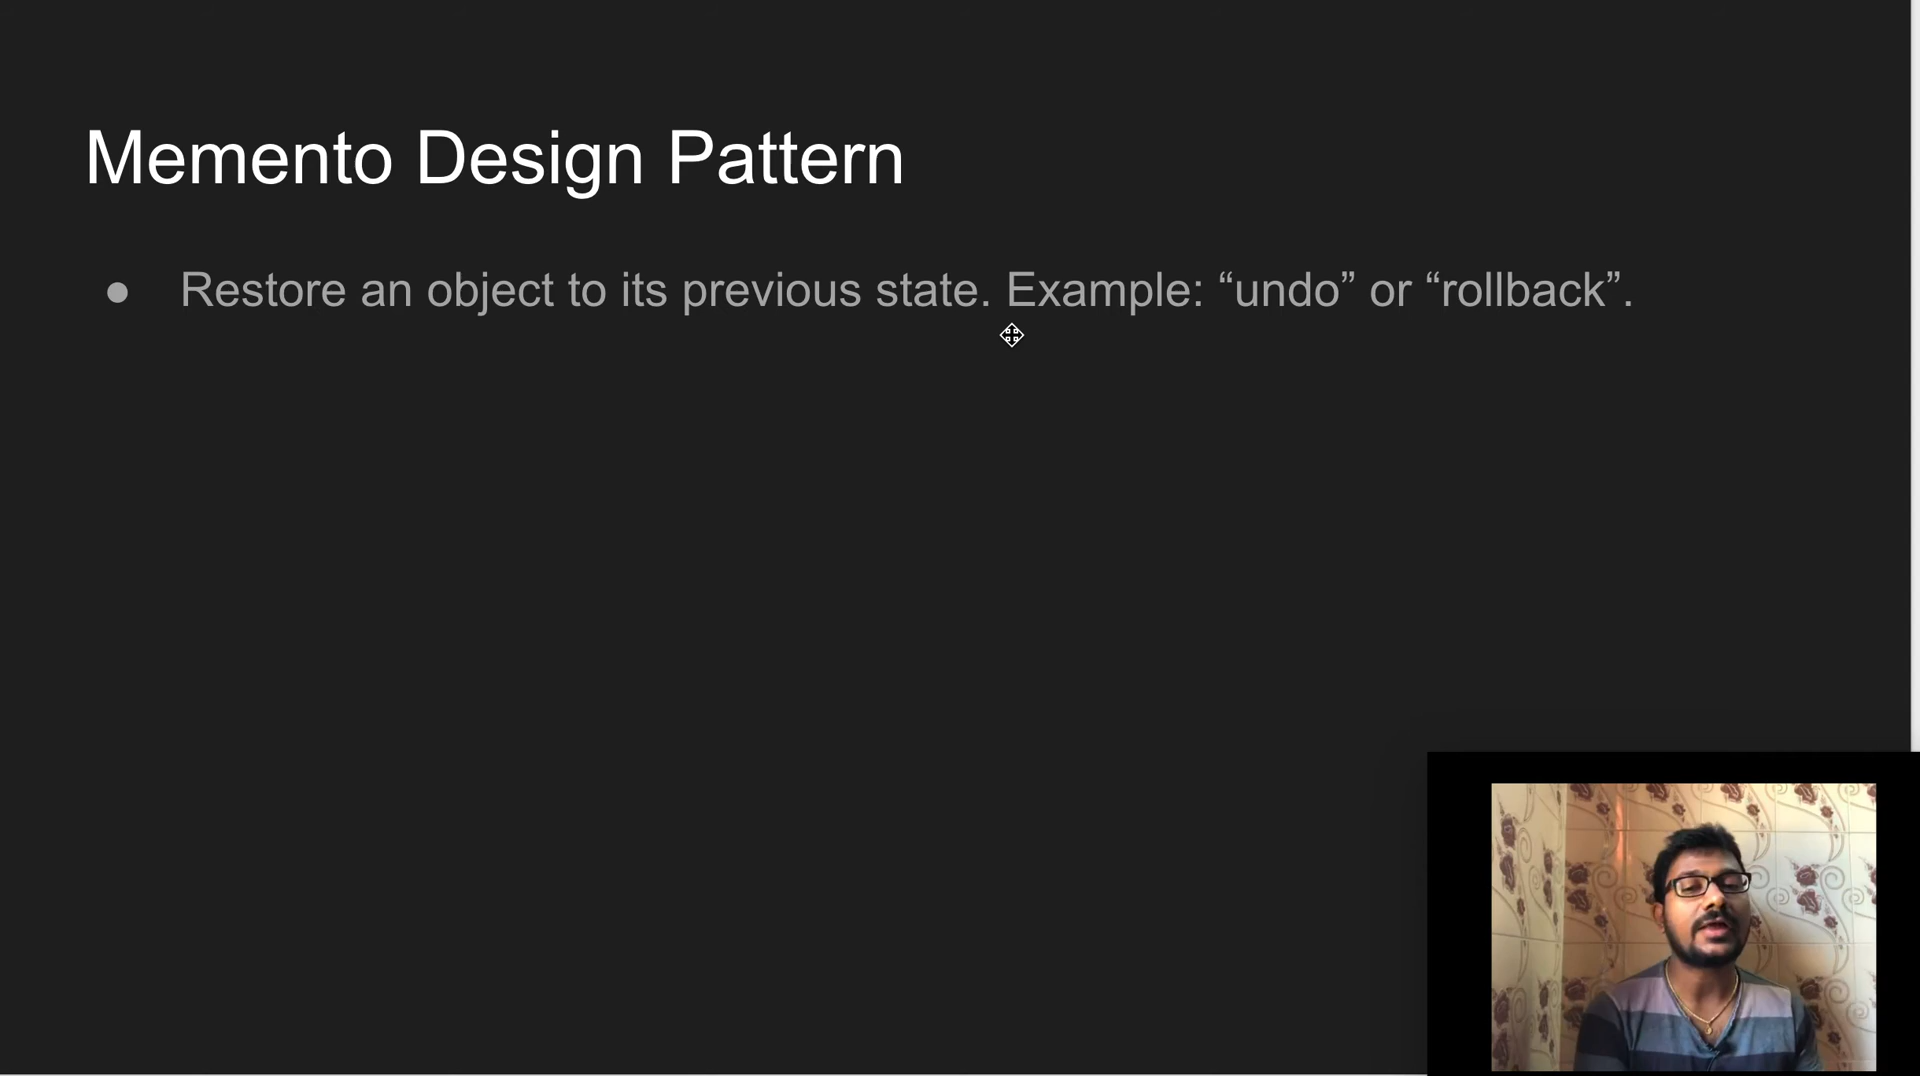 Memento Design Pattern
● Restore an object to its previous state. Example: “undo” or “rollback”.